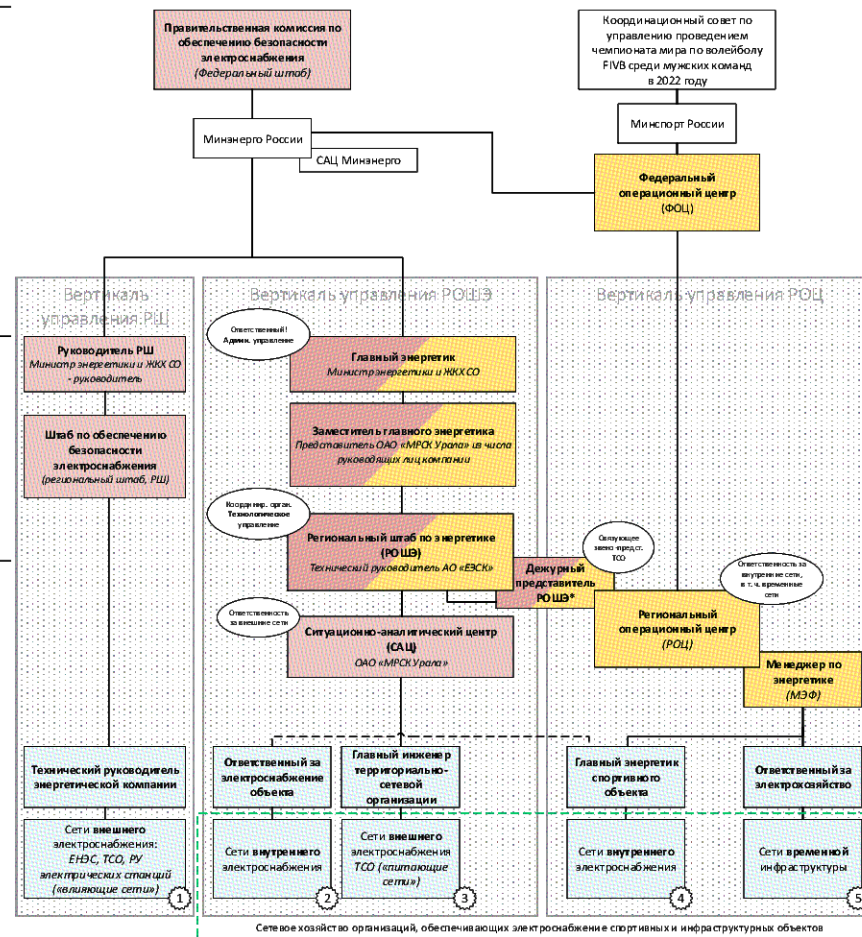 Правительственная комиссия по
обеспечению безопасности
электроснабжения
(Федеральный штаб)
Координационный совет по
управлению проведением
чемпионата мира по волейболу
FIVB среди мужских команд
в 2022 году
Минэнерго России
САЦ Минэнерго
Минспорт России
Федеральный
операционный центр
(ФОЦ)
Вертикаль
управления РШ
Вертикаль управления РОШЭ
Вертикаль управления РОЦ
Руководитель РШ
Министр энергетики и ЖКХ СО
- руководитель
Штаб по обеспечению
безопасности
электроснабжения
(региональный штаб, РШ)
Ответственный!
Админ. управление
Главный энергетик
Министр энергетики и ЖКХ СО
Заместитель главного энергетика
Представитель ОАО «МРСК Урала» из числа
руководящих лиц компании
Координир. орган.
Технологическое
управление
Региональный штаб по энергетике
(РОШЭ)
Технический руководитель АО «ЕЭСК»
Дежурный
представитель
РОШЭ*
Связующее
звено -предст.
ТСО
Ответственность за
внутренние сети,
в т. ч. временные
сети
Ответственность
за внешние сети
Ситуационно-аналитический центр
(САЦ)
ОАО «МРСК Урала»
Региональный
операционный центр
(РОЦ)
Менеджер по
энергетике
(МЭФ)
Технический руководитель
энергетической компании
Ответственный за
электроснабжение
объекта
Главный инженер
территориально-
сетевой
организации
Главный энергетик
спортивного
объекта
Ответственный за
электрохозяйство
Сети внешнего
электроснабжения:
ЕНЭС, ТСО, РУ
электрических станций
(«влияющие сети»)
1
Сети внутреннего
электроснабжения
2
Сети внешнего
электроснабжения
ТСО («питающие
сети»)
3
Сети внутреннего
электроснабжения
4
Сети временной
инфраструктуры
5
Сетевое хозяйство организаций, обеспечивающих электроснабжение спортивных и инфраструктурных объектов